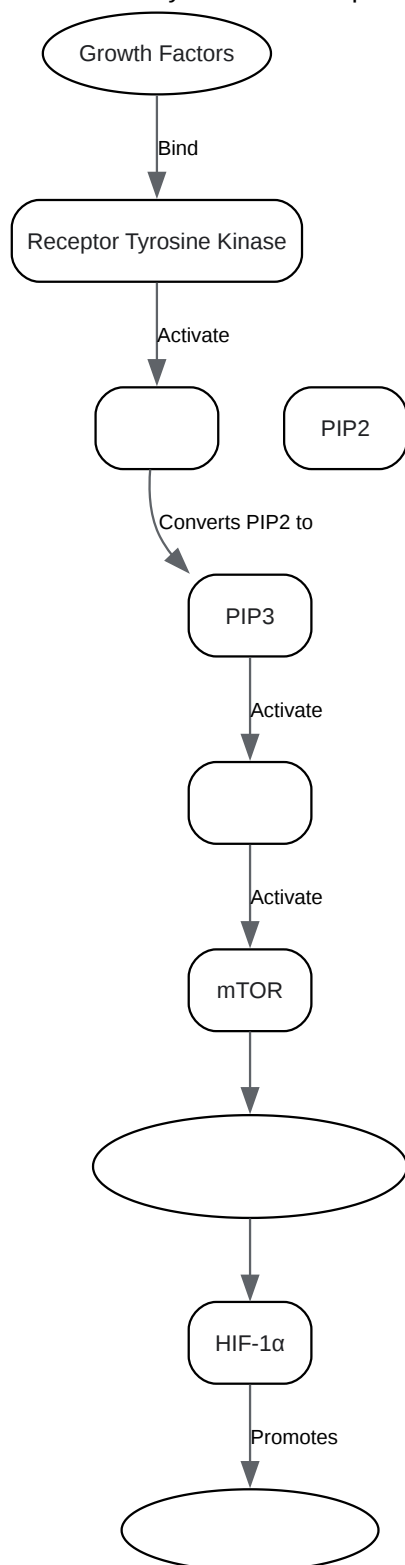 Growth Factors
Bind
Receptor Tyrosine Kinase
Activate
PIP2
Converts PIP2 to
PIP3
Activate
Activate
mTOR
HIF-1α
Promotes